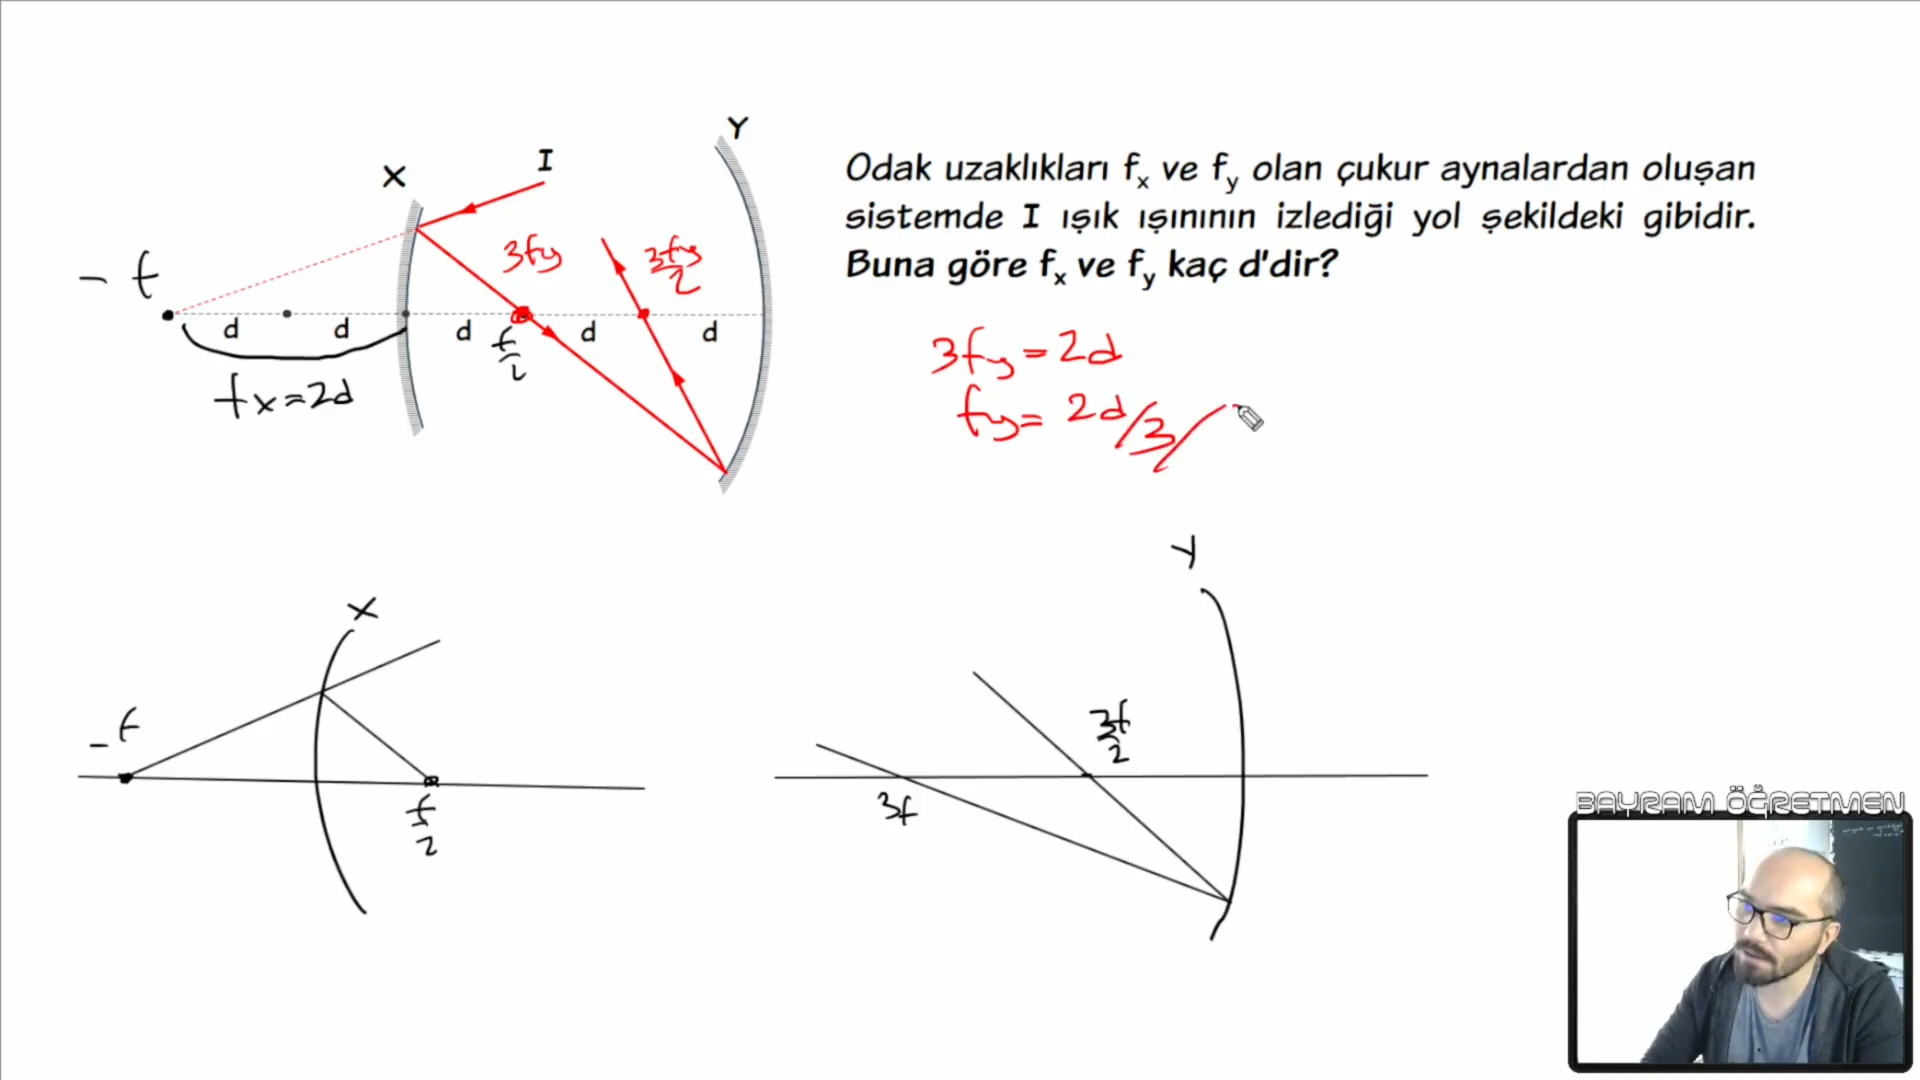 Y
I
X
3fy
3fy/2
- f
d d d d d
f/2
fx=2d
Odak uzaklıkları fx ve fy olan çukur aynalardan oluşan
sistemde I ışık ışınının izlediği yol şekildeki gibidir.
Buna göre fx ve fy kaç d'dir?
3fy=2d
fy=2d/3
X
-f
f/2
Y
3f/2
3f
BAYRAM ÖĞRETMEN